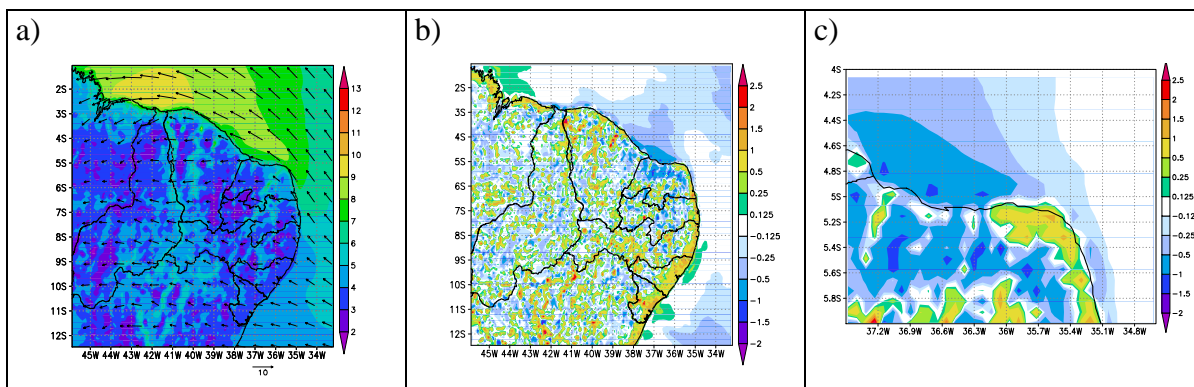 a)
b)
c)
2S
3S
4S
5S
6S
7S
8S
9S
10S
11S
12S
45W 44W 43W 42W 41W 40W 39W 38W 37W 36W 35W 34W
10
13
12
11
10
9
8
7
6
5
4
3
2
2S
3S
4S
5S
6S
7S
8S
9S
10S
11S
12S
45W 44W 43W 42W 41W 40W 39W 38W 37W 36W 35W 34W
2.5
2
1.5
1
0.5
0.25
0.125
-0.125
-0.25
-0.5
-1
-1.5
-2
4S
4.2S
4.4S
4.6S
4.8S
5S
5.2S
5.4S
5.6S
5.8S
37.2W 36.9W 36.6W 36.3W 36W 35.7W 35.4W 35.1W 34.8W
2.5
2
1.5
1
0.5
0.25
0.125
-0.125
-0.25
-0.5
-1
-1.5
-2